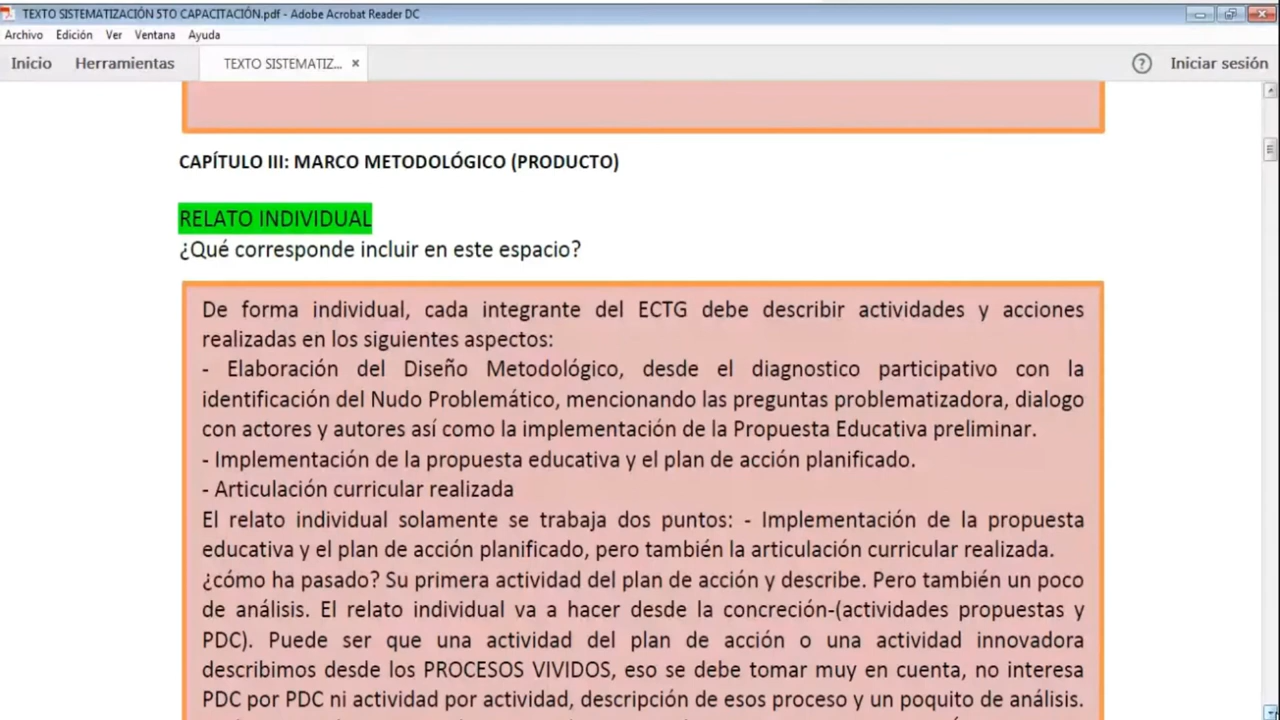 TEXTO SISTEMATIZACIÓN 5TO CAPACITACIÓN.pdf - Adobe Acrobat Reader DC
Archivo Edición Ver Ventana Ayuda
Inicio Herramientas TEXTO SISTEMATIZ... × ? Iniciar sesión
CAPÍTULO III: MARCO METODOLÓGICO (PRODUCTO)
RELATO INDIVIDUAL
¿Qué corresponde incluir en este espacio?
De forma individual, cada integrante del ECTG debe describir actividades y acciones
realizadas en los siguientes aspectos:
- Elaboración del Diseño Metodológico, desde el diagnostico participativo con la
identificación del Nudo Problemático, mencionando las preguntas problematizadora, dialogo
con actores y autores así como la implementación de la Propuesta Educativa preliminar.
- Implementación de la propuesta educativa y el plan de acción planificado.
- Articulación curricular realizada
El relato individual solamente se trabaja dos puntos: - Implementación de la propuesta
educativa y el plan de acción planificado, pero también la articulación curricular realizada.
¿cómo ha pasado? Su primera actividad del plan de acción y describe. Pero también un poco
de análisis. El relato individual va a hacer desde la concreción-(actividades propuestas y
PDC). Puede ser que una actividad del plan de acción o una actividad innovadora
describimos desde los PROCESOS VIVIDOS, eso se debe tomar muy en cuenta, no interesa
PDC por PDC ni actividad por actividad, descripción de esos proceso y un poquito de análisis.